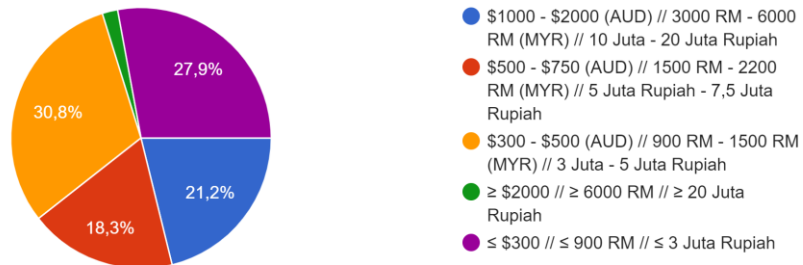 27,9%
30,8%
21,2%
18,3%
$1000 - $2000 (AUD) // 3000 RM - 6000
RM (MYR) // 10 Juta - 20 Juta Rupiah
$500 - $750 (AUD) // 1500 RM - 2200
RM (MYR) // 5 Juta Rupiah - 7,5 Juta
Rupiah
$300 - $500 (AUD) // 900 RM - 1500 RM
(MYR) // 3 Juta - 5 Juta Rupiah
≥ $2000 // ≥ 6000 RM // ≥ 20 Juta
Rupiah
≤ $300 // ≤ 900 RM // ≤ 3 Juta Rupiah